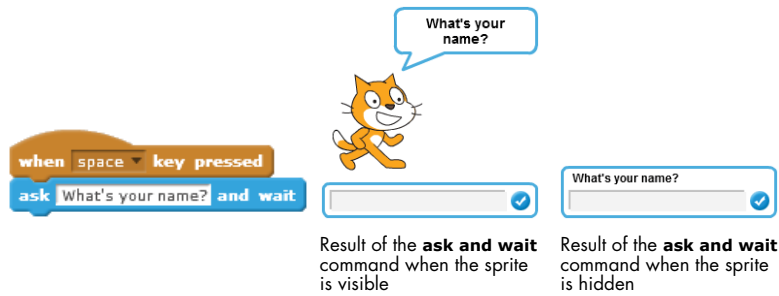 What's your
name?
when space key pressed
ask What's your name? and wait
What's your name?
Result of the ask and wait
command when the sprite
is visible
Result of the ask and wait
command when the sprite
is hidden